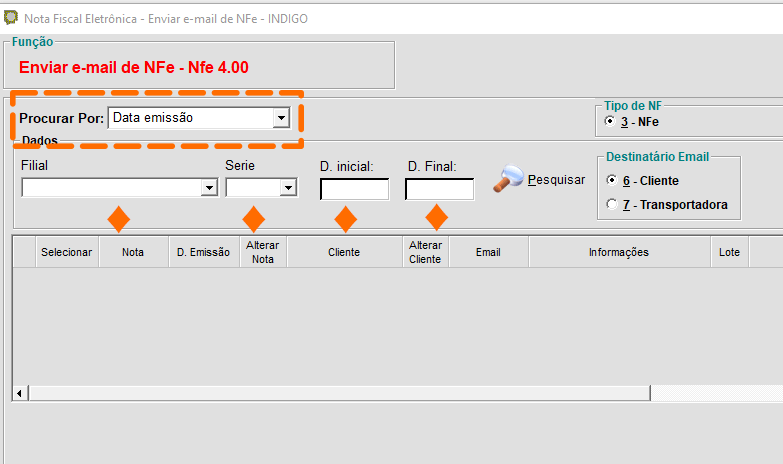 Nota Fiscal Eletrônica - Enviar e-mail de NFe - INDIGO
Função
Enviar e-mail de NFe - Nfe 4.00
Procurar Por: Data emissão
Tipo de NF
3 - NFe
Dados
Filial Serie D. inicial: D. Final:
Pesquisar
Destinatário Email
6 - Cliente
7 - Transportadora
Selecionar Nota D. Emissão Alterar Nota Cliente Alterar Cliente Email Informações Lote